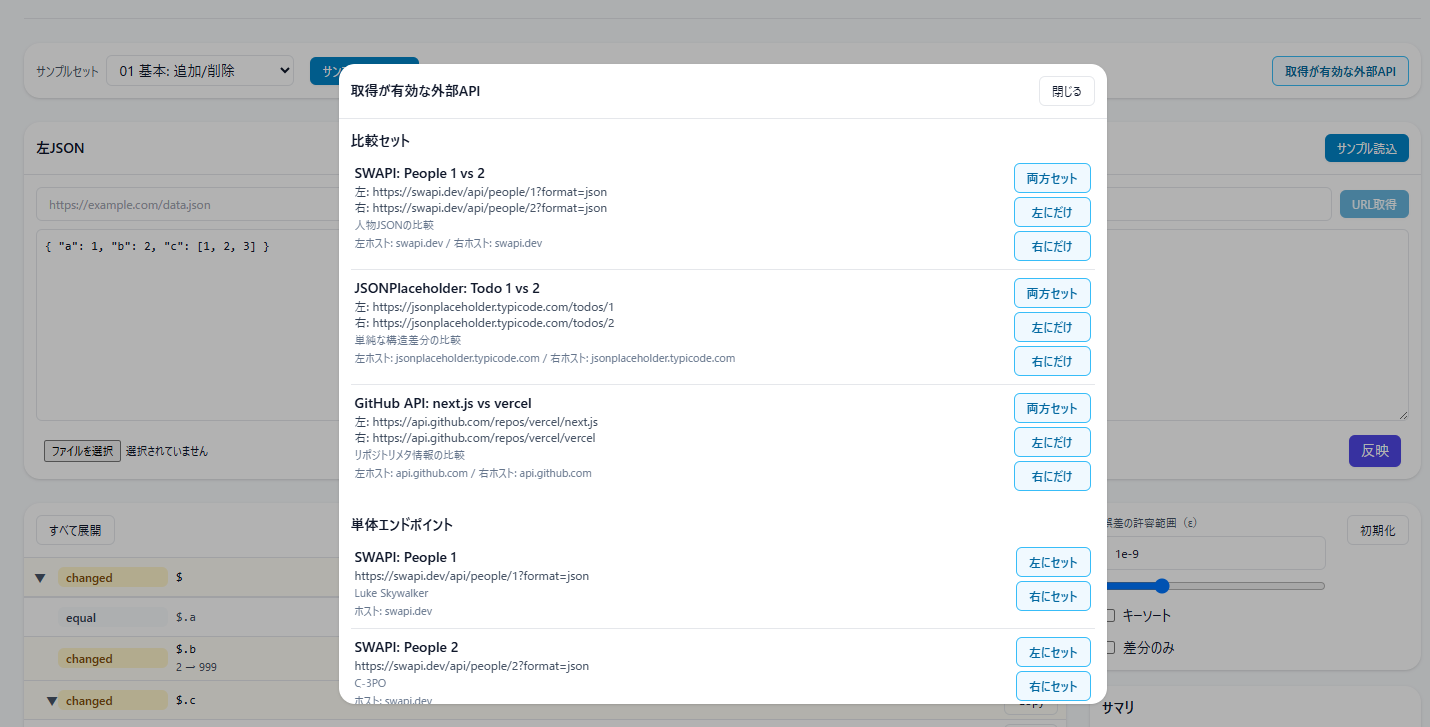 サンプルセット
01 基本: 追加/削除
サン
取得が有効な外部API
左JSON
サンプル読込
https://example.com/data.json
URL取得
{ "a": 1, "b": 2, "c": [1, 2, 3] }
ファイルを選択 選択されていません
反映
すべて展開
changed $
equal $.a
changed $.b
2 → 999
changed $.c
誤差の許容範囲 (ε)
初期化
1e-9
キーソート
差分のみ
サマリ
取得が有効な外部API
閉じる
比較セット
SWAPI: People 1 vs 2
左: https://swapi.dev/api/people/1?format=json
右: https://swapi.dev/api/people/2?format=json
人物JSONの比較
左ホスト: swapi.dev / 右ホスト: swapi.dev
両方セット
左にだけ
右にだけ
JSONPlaceholder: Todo 1 vs 2
左: https://jsonplaceholder.typicode.com/todos/1
右: https://jsonplaceholder.typicode.com/todos/2
単純な構造差分の比較
左ホスト: jsonplaceholder.typicode.com / 右ホスト: jsonplaceholder.typicode.com
両方セット
左にだけ
右にだけ
GitHub API: next.js vs vercel
左: https://api.github.com/repos/vercel/next.js
右: https://api.github.com/repos/vercel/vercel
リポジトリメタ情報の比較
左ホスト: api.github.com / 右ホスト: api.github.com
両方セット
左にだけ
右にだけ
単体エンドポイント
SWAPI: People 1
https://swapi.dev/api/people/1?format=json
Luke Skywalker
ホスト: swapi.dev
左にセット
右にセット
SWAPI: People 2
https://swapi.dev/api/people/2?format=json
C-3PO
ホスト: swapi.dev
左にセット
右にセット